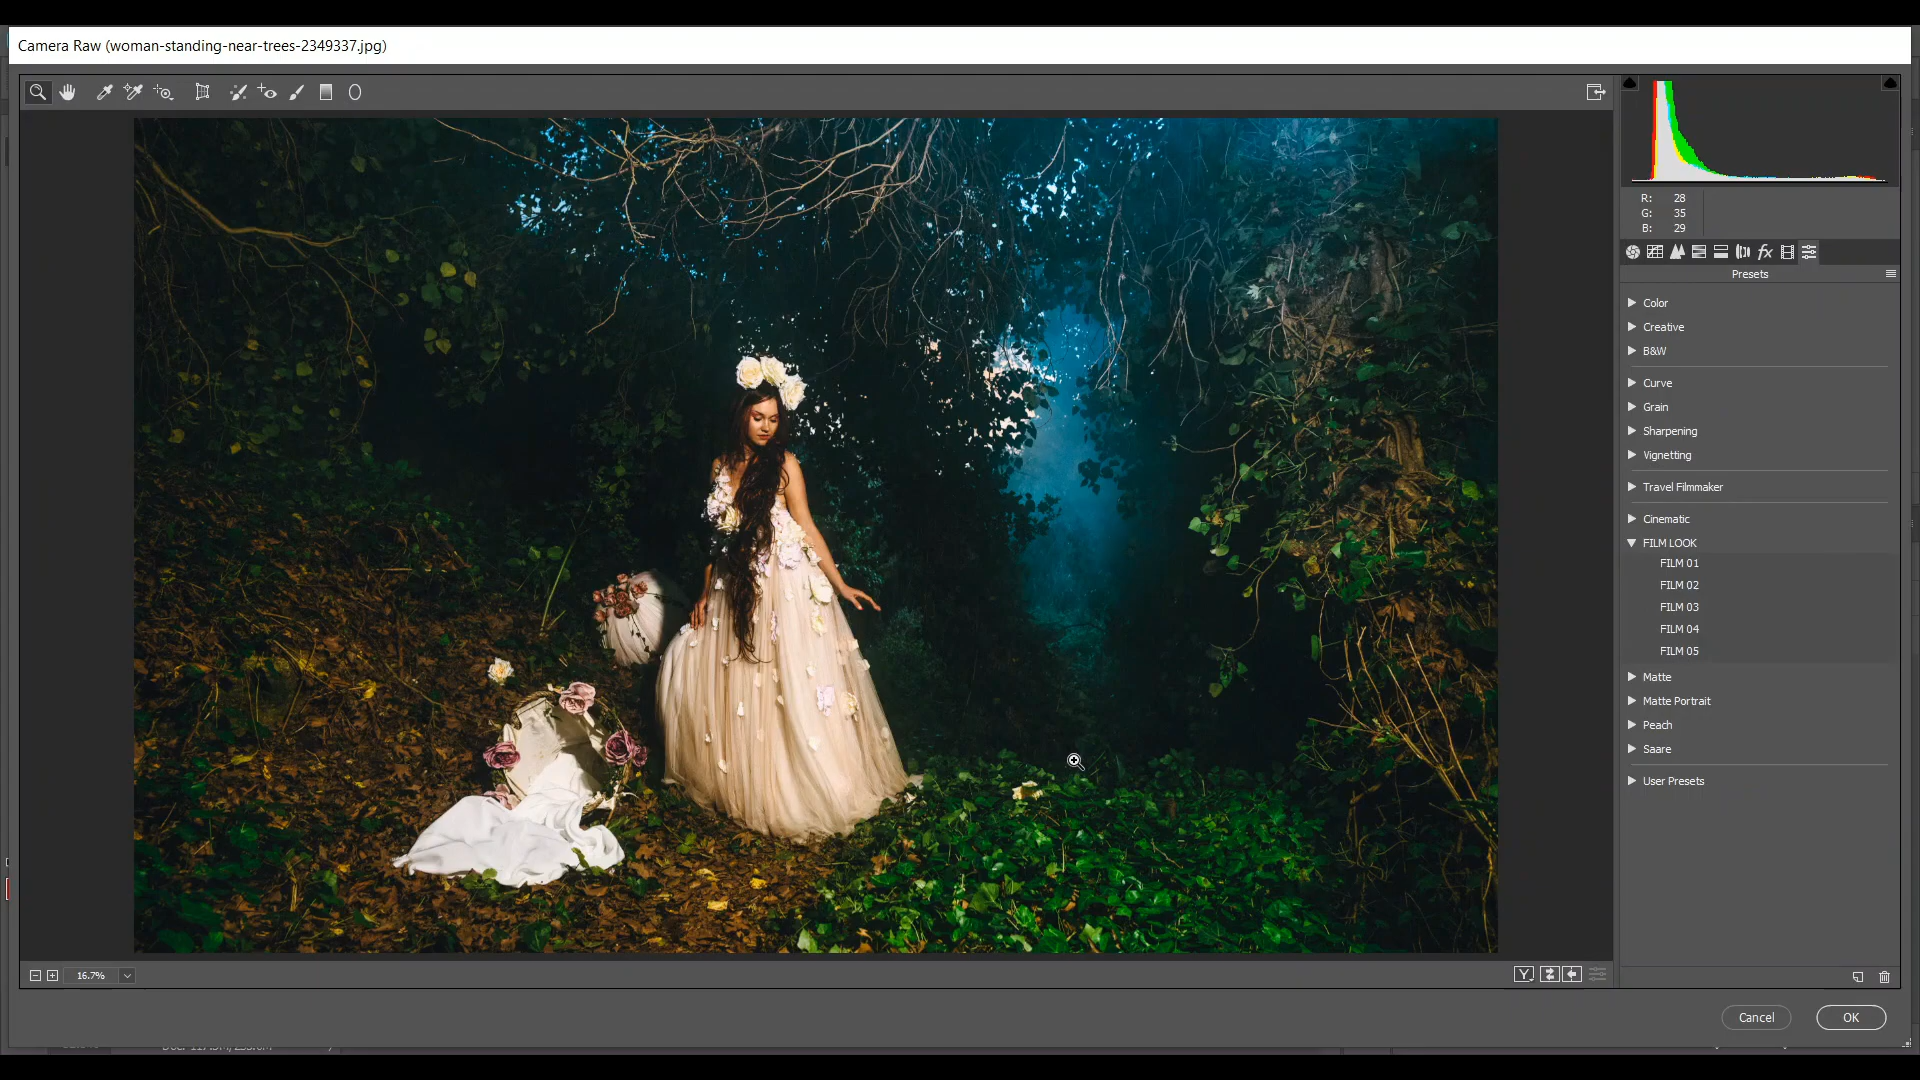 Camera Raw (woman-standing-near-trees-2349337.jpg)
R: 28
G: 35
B: 29
fx
Presets
Color
Creative
B&W
Curve
Grain
Sharpening
Vignetting
Travel Filmmaker
Cinematic
FILM LOOK
FILM 01
FILM 02
FILM 03
FILM 04
FILM 05
Matte
Matte Portrait
Peach
Saare
User Presets
16.7%
Y
Cancel
OK